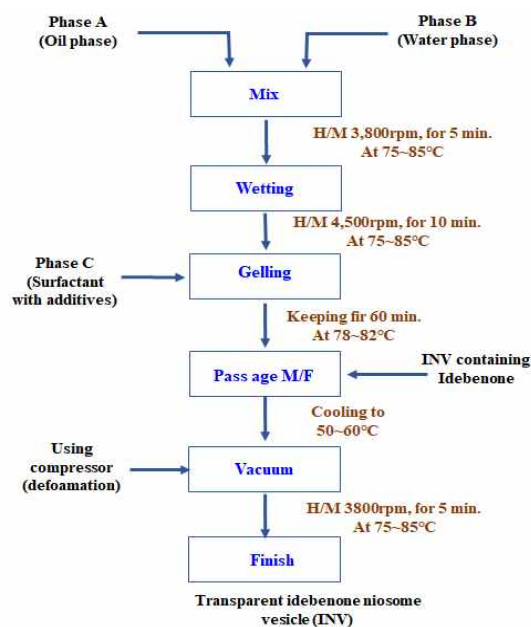 Phase A
(Oil phase)
Phase B
(Water phase)
Mix
H/M 3,800rpm, for 5 min.
At 75~85°C
Wetting
H/M 4,500rpm, for 10 min.
At 75~85°C
Phase C
(Surfactant
with additives)
Gelling
Keeping fir 60 min.
At 78~82°C
Pass age M/F
INV containing
Idebenone
Cooling to
50~60°C
Using
compressor
(defoamation)
Vacuum
H/M 3800rpm, for 5 min.
At 75~85°C
Finish
Transparent idebenone niosome
vesicle (INV)